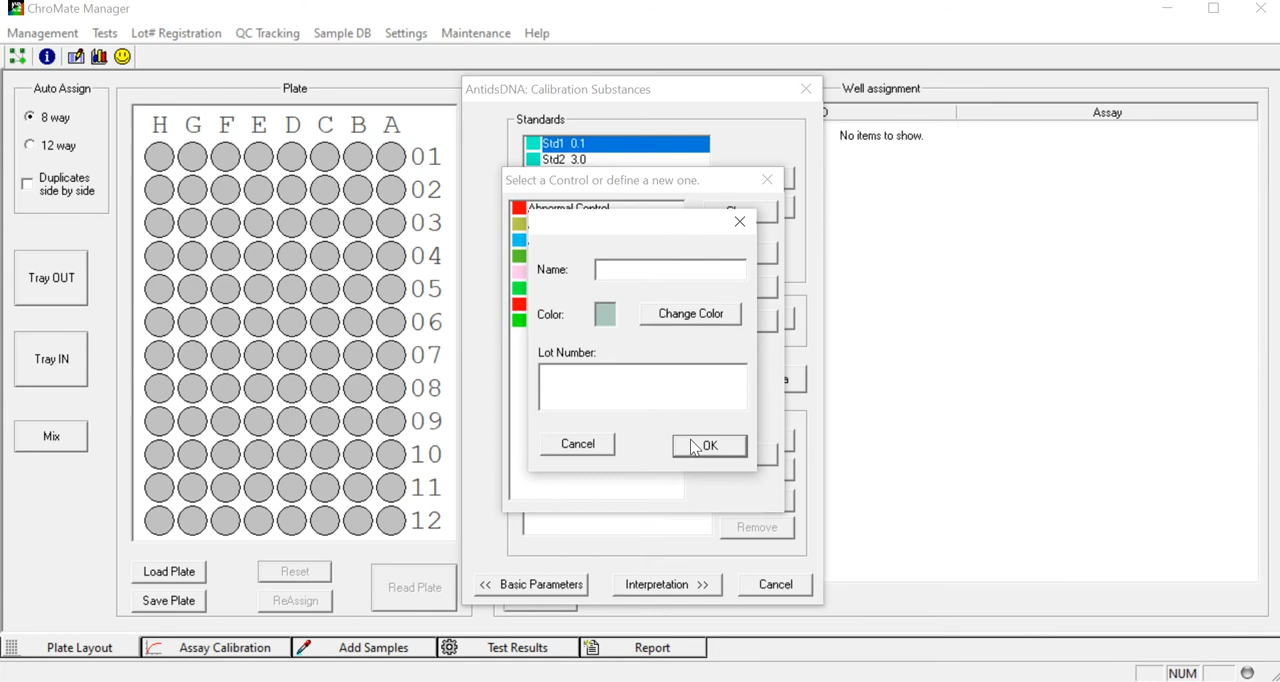 ChroMate Manager
Management Tests Lot# Registration QC Tracking Sample DB Settings Maintenance Help
Auto Assign
8 way
12 way
Duplicates
side by side
Tray OUT
Tray IN
Mix
Plate
H G F E D C B A
01
02
03
04
05
06
07
08
09
10
11
12
Load Plate
Reset
Read Plate
Save Plate
ReAssign
AntidsDNA: Calibration Substances
Standards
Std1 0.1
Std2 3.0
Select a Control or define a new one.
Abnormal Control
Name:
Color:
Change Color
Lot Number:
Cancel
OK
Remove
<< Basic Parameters
Interpretation >>
Cancel
Well assignment
Assay
No items to show.
Plate Layout
Assay Calibration
Add Samples
Test Results
Report
NUM